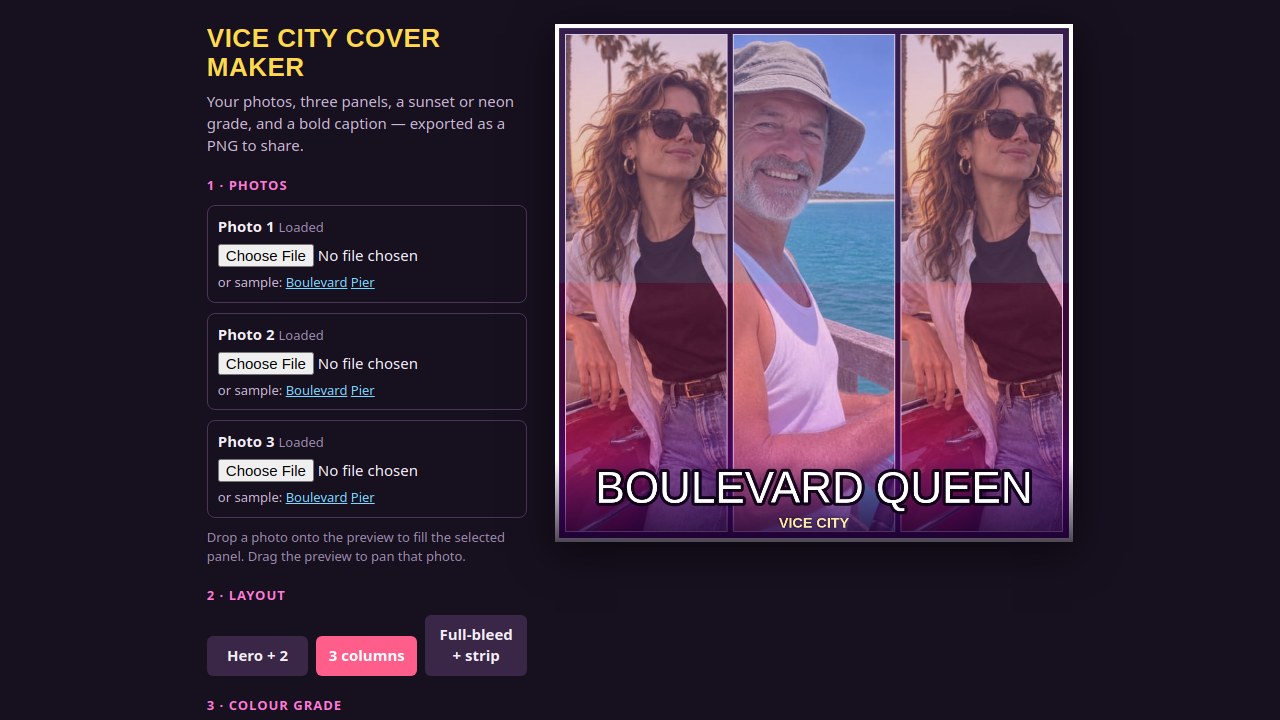 VICE CITY COVER
MAKER
Your photos, three panels, a sunset or neon
grade, and a bold caption — exported as a
PNG to share.
1 · PHOTOS
Photo 1 Loaded
Choose File No file chosen
or sample: Boulevard Pier
Photo 2 Loaded
Choose File No file chosen
or sample: Boulevard Pier
Photo 3 Loaded
Choose File No file chosen
or sample: Boulevard Pier
Drop a photo onto the preview to fill the selected
panel. Drag the preview to pan that photo.
2 · LAYOUT
Hero + 2
3 columns
Full-bleed
+ strip
3 · COLOUR GRADE
BOULEVARD QUEEN
VICE CITY